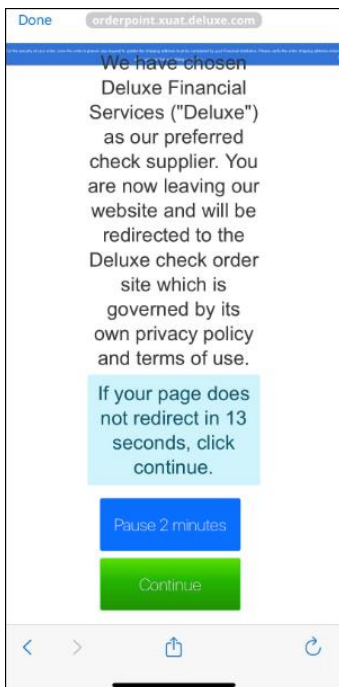 Done
orderpoint.xuat.deluxe.com
We have chosen
Deluxe Financial
Services ("Deluxe")
as our preferred
check supplier. You
are now leaving our
website and will be
redirected to the
Deluxe check order
site which is
governed by its
own privacy policy
and terms of use.
If your page does
not redirect in 13
seconds, click
continue.
Pause 2 minutes
Continue